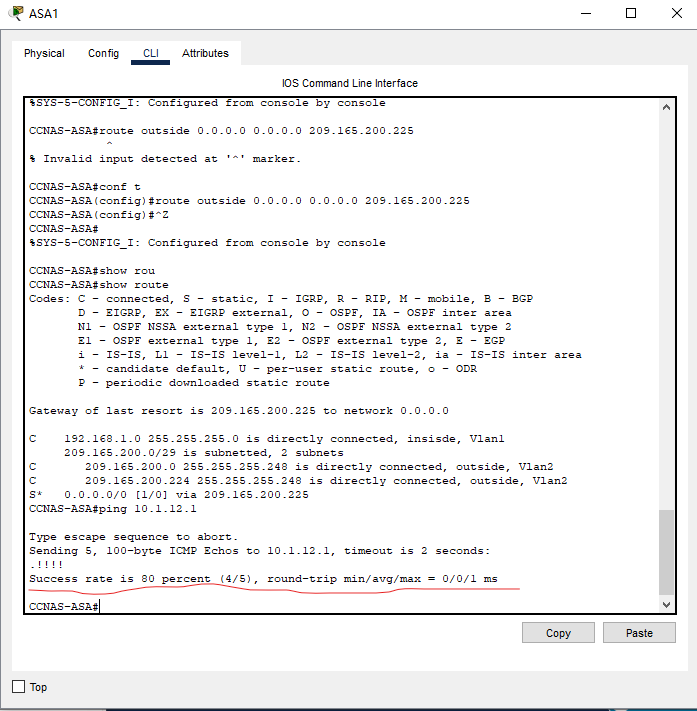 ASA1
Physical Config CLI Attributes
IOS Command Line Interface
%SYS-5-CONFIG_I: Configured from console by console
CCNAS-ASA#route outside 0.0.0.0 0.0.0.0 209.165.200.225
^
% Invalid input detected at '^' marker.
CCNAS-ASA#conf t
CCNAS-ASA(config)#route outside 0.0.0.0 0.0.0.0 209.165.200.225
CCNAS-ASA(config)#^Z
CCNAS-ASA#
%SYS-5-CONFIG_I: Configured from console by console
CCNAS-ASA#show rou
CCNAS-ASA#show route
Codes: C - connected, S - static, I - IGRP, R - RIP, M - mobile, B - BGP
D - EIGRP, EX - EIGRP external, O - OSPF, IA - OSPF inter area
N1 - OSPF NSSA external type 1, N2 - OSPF NSSA external type 2
E1 - OSPF external type 1, E2 - OSPF external type 2, E - EGP
i - IS-IS, L1 - IS-IS level-1, L2 - IS-IS level-2, ia - IS-IS inter area
* - candidate default, U - per-user static route, o - ODR
P - periodic downloaded static route
Gateway of last resort is 209.165.200.225 to network 0.0.0.0
C 192.168.1.0 255.255.255.0 is directly connected, insisde, Vlan1
209.165.200.0/29 is subnetted, 2 subnets
C 209.165.200.0 255.255.255.248 is directly connected, outside, Vlan2
C 209.165.200.224 255.255.255.248 is directly connected, outside, Vlan2
S* 0.0.0.0/0 [1/0] via 209.165.200.225
CCNAS-ASA#ping 10.1.12.1
Type escape sequence to abort.
Sending 5, 100-byte ICMP Echos to 10.1.12.1, timeout is 2 seconds:
.!!!!
Success rate is 80 percent (4/5), round-trip min/avg/max = 0/0/1 ms
CCNAS-ASA#
Copy Paste
Top